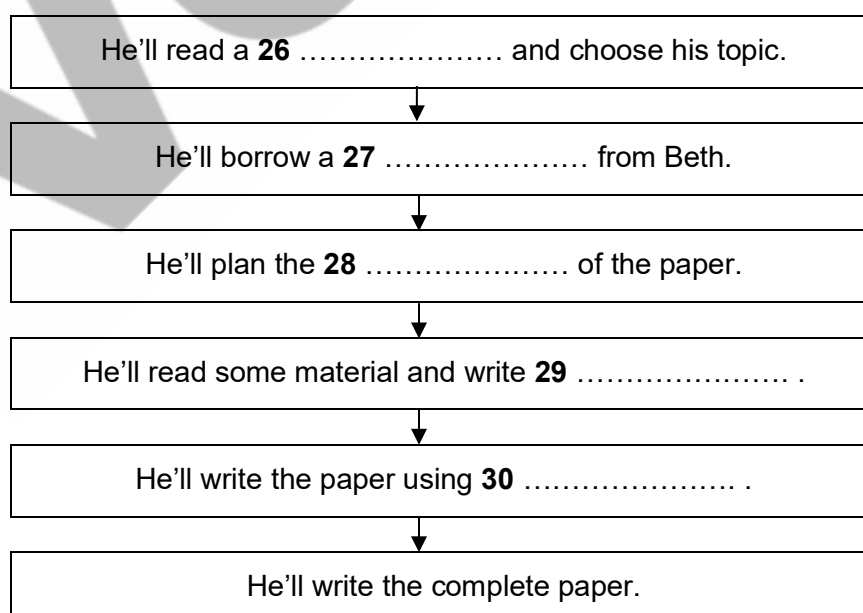 He'll read a 26 ………………… and choose his topic.
He'll borrow a 27 ………………… from Beth.
He'll plan the 28 ………………… of the paper.
He'll read some material and write 29 …………………. .
He'll write the paper using 30 …………………. .
He'll write the complete paper.